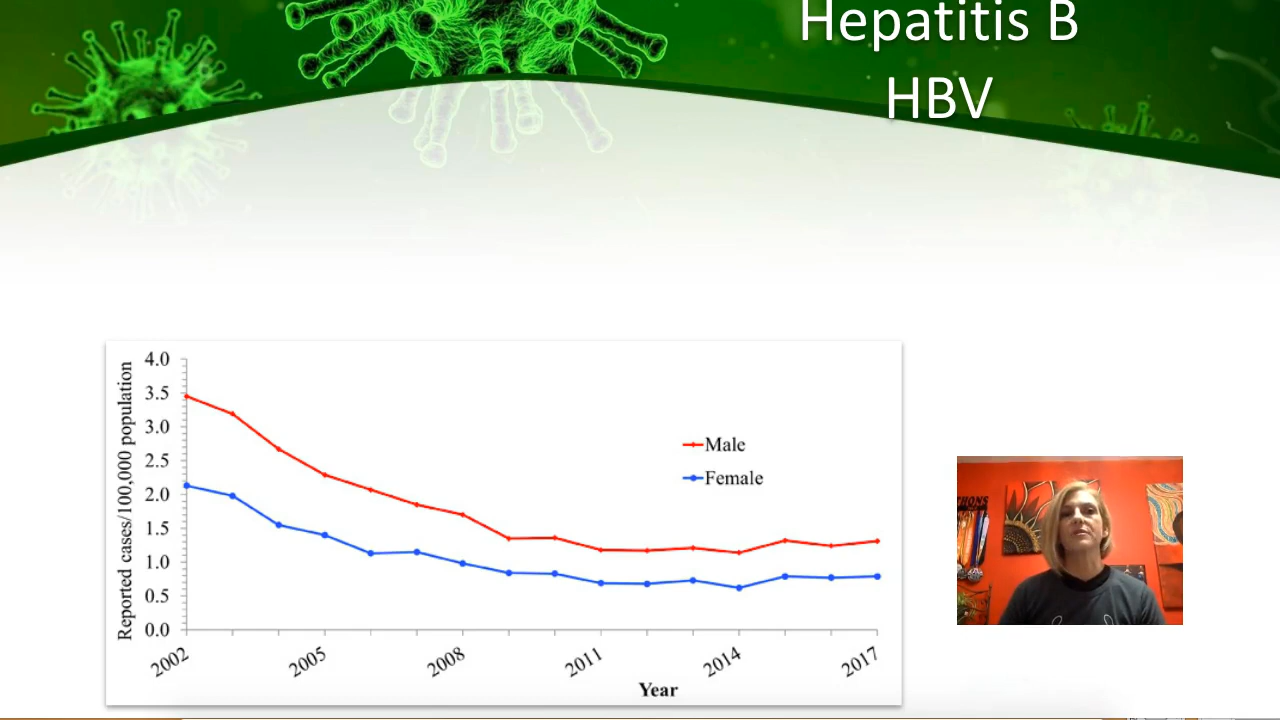 Hepatitis B
HBV
Reported cases/100,000 population
4.0
3.5
3.0
2.5
2.0
1.5
1.0
0.5
0.0
Male
Female
2002
2005
2008
2011
2014
2017
Year
THONS